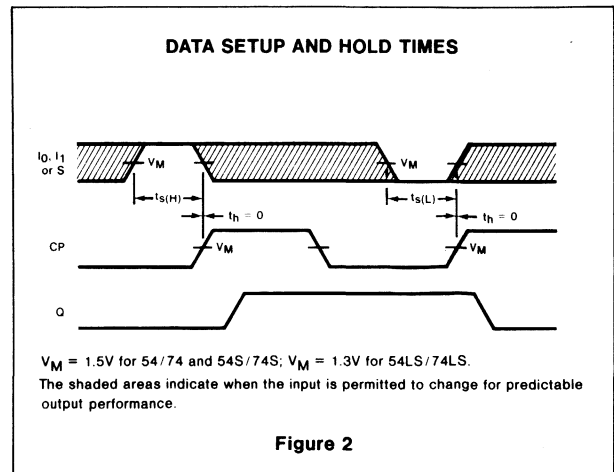 DATA SETUP AND HOLD TIMES
I0, I1
or S
VM
VM
ts(H)
ts(L)
th = 0
th = 0
CP
VM
VM
Q
VM = 1.5V for 54/74 and 54S/74S; VM = 1.3V for 54LS/74LS.
The shaded areas indicate when the input is permitted to change for predictable
output performance.
Figure 2